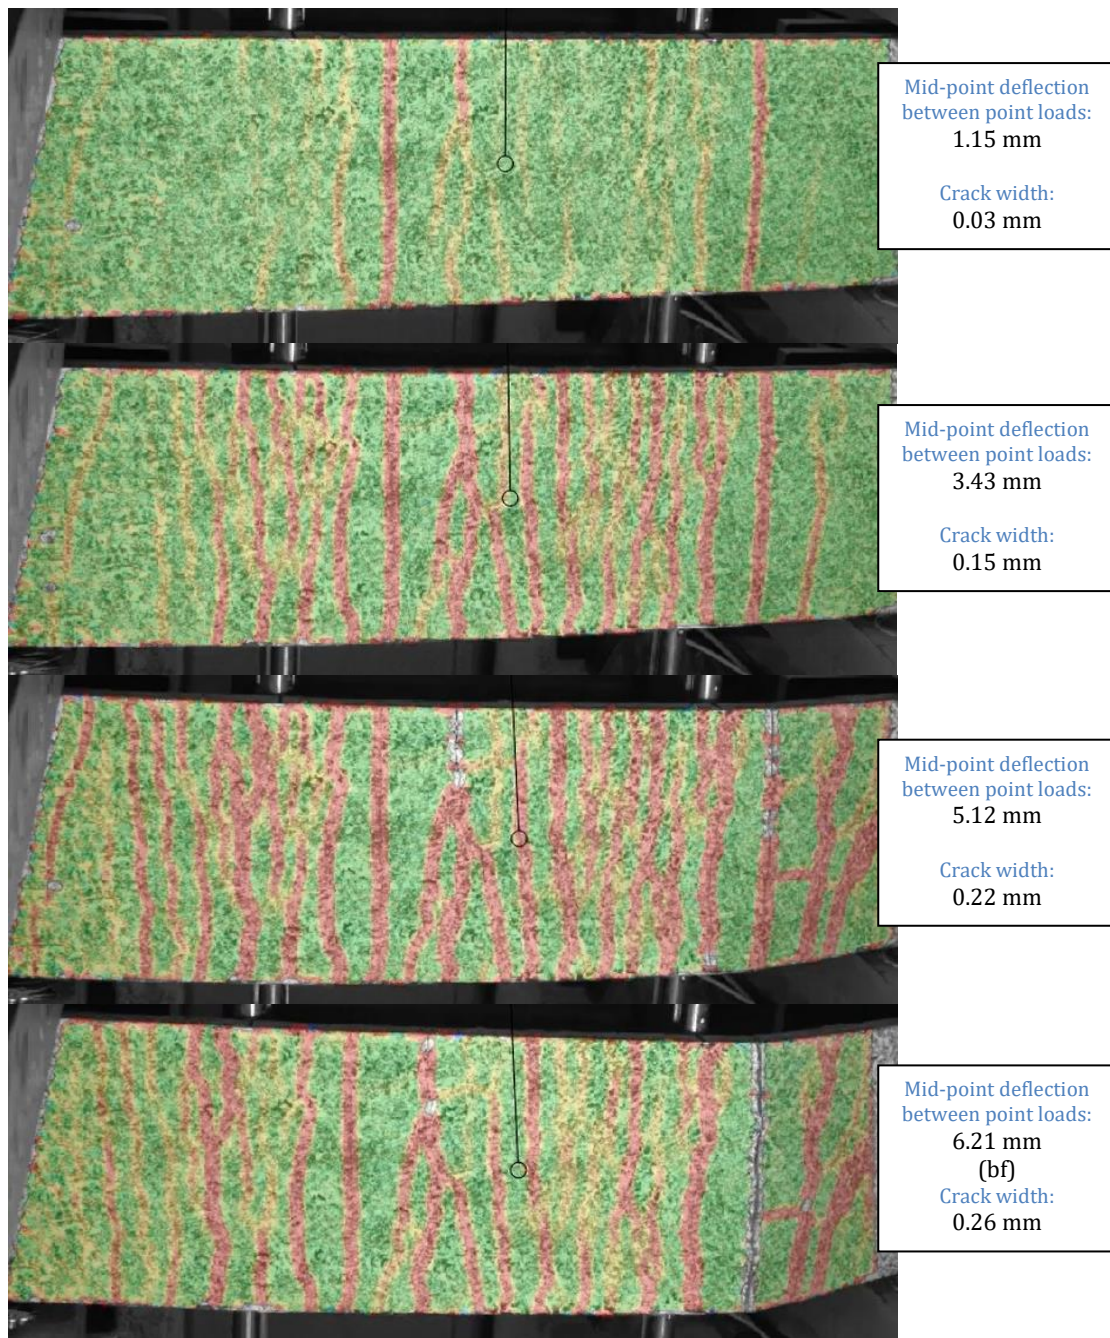 Mid-point deflection
between point loads:
1.15 mm
Crack width:
0.03 mm
Mid-point deflection
between point loads:
3.43 mm
Crack width:
0.15 mm
Mid-point deflection
between point loads:
5.12 mm
Crack width:
0.22 mm
Mid-point deflection
between point loads:
6.21 mm
(bf)
Crack width:
0.26 mm